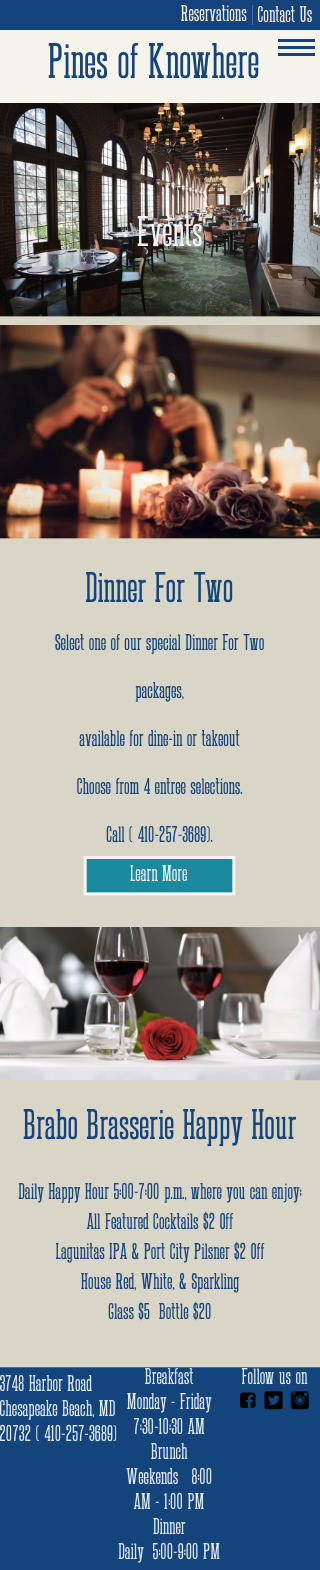 Reservations | Contact Us
Pines of Knowhere
Events
Dinner For Two
Select one of our special Dinner For Two
packages,
available for dine-in or takeout
Choose from 4 entree selections.
Call ( 410-257-3689).
Learn More
Brabo Brasserie Happy Hour
Daily Happy Hour 5:00-7:00 p.m., where you can enjoy:
All Featured Cocktails $2 Off
Lagunitas IPA & Port City Pilsner $2 Off
House Red, White, & Sparkling
Glass $5 Bottle $20
3748 Harbor Road
Chesapeake Beach, MD
20732 ( 410-257-3689)
Breakfast
Monday - Friday
7:30-10:30 AM
Brunch
Weekends 8:00
AM - 1:00 PM
Dinner
Daily 5:00-9:00 PM
Follow us on